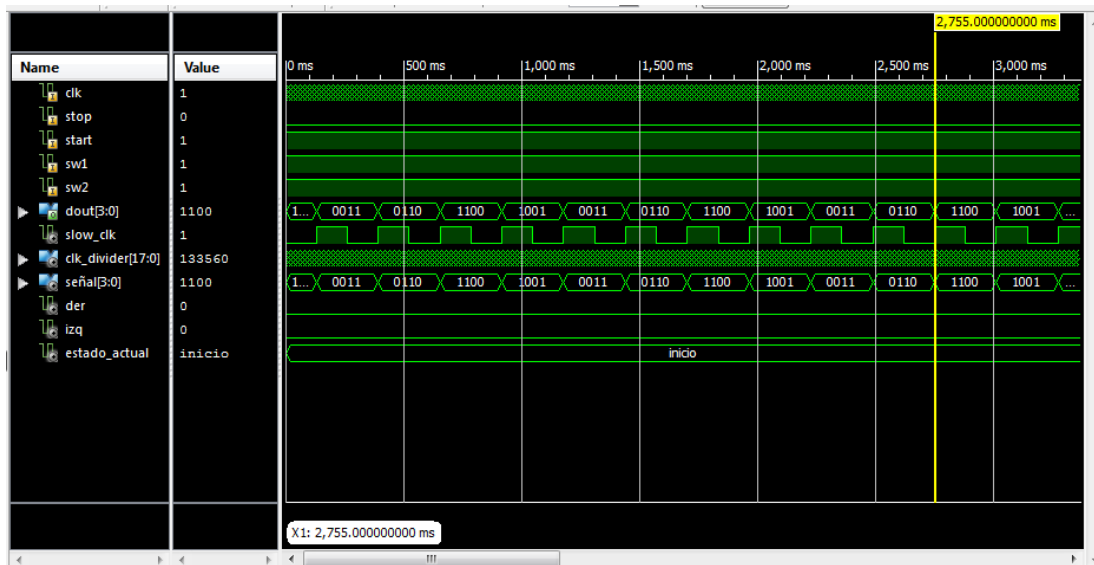 2,755.000000000 ms
Name Value |0 ms |500 ms |1,000 ms |1,500 ms |2,000 ms |2,500 ms |3,000 ms
clk 1
stop 0
start 1
sw1 1
sw2 1
dout[3:0] 1100 1... 0011 0110 1100 1001 0011 0110 1100 1001 0011 0110 1100 1001 ...
slow_clk 1
clk_divider[17:0] 133560
señal[3:0] 1100 1... 0011 0110 1100 1001 0011 0110 1100 1001 0011 0110 1100 1001 ...
der 0
izq 0
estado_actual inicio inicio
X1: 2,755.000000000 ms